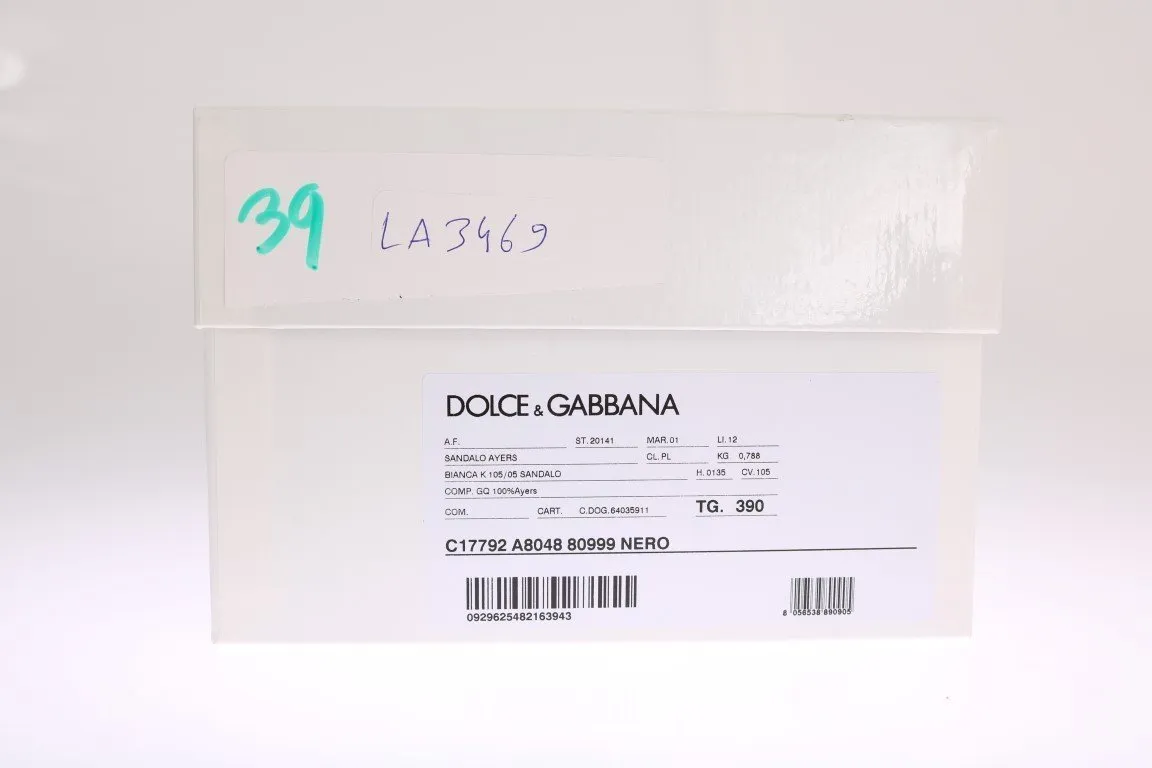 39 LA3469
DOLCE & GABBANA
A.F. ST. 20141 MAR. 01 LI. 12
SANDALO AYERS CL. PL KG 0,788
BIANCA K 105/05 SANDALO H. 0135 CV. 105
COMP. GQ 100%Ayers
COM. CART. C.DOG. 64035911 TG. 390
C17792 A8048 80999 NERO
0929625482163943 8 056538 890905